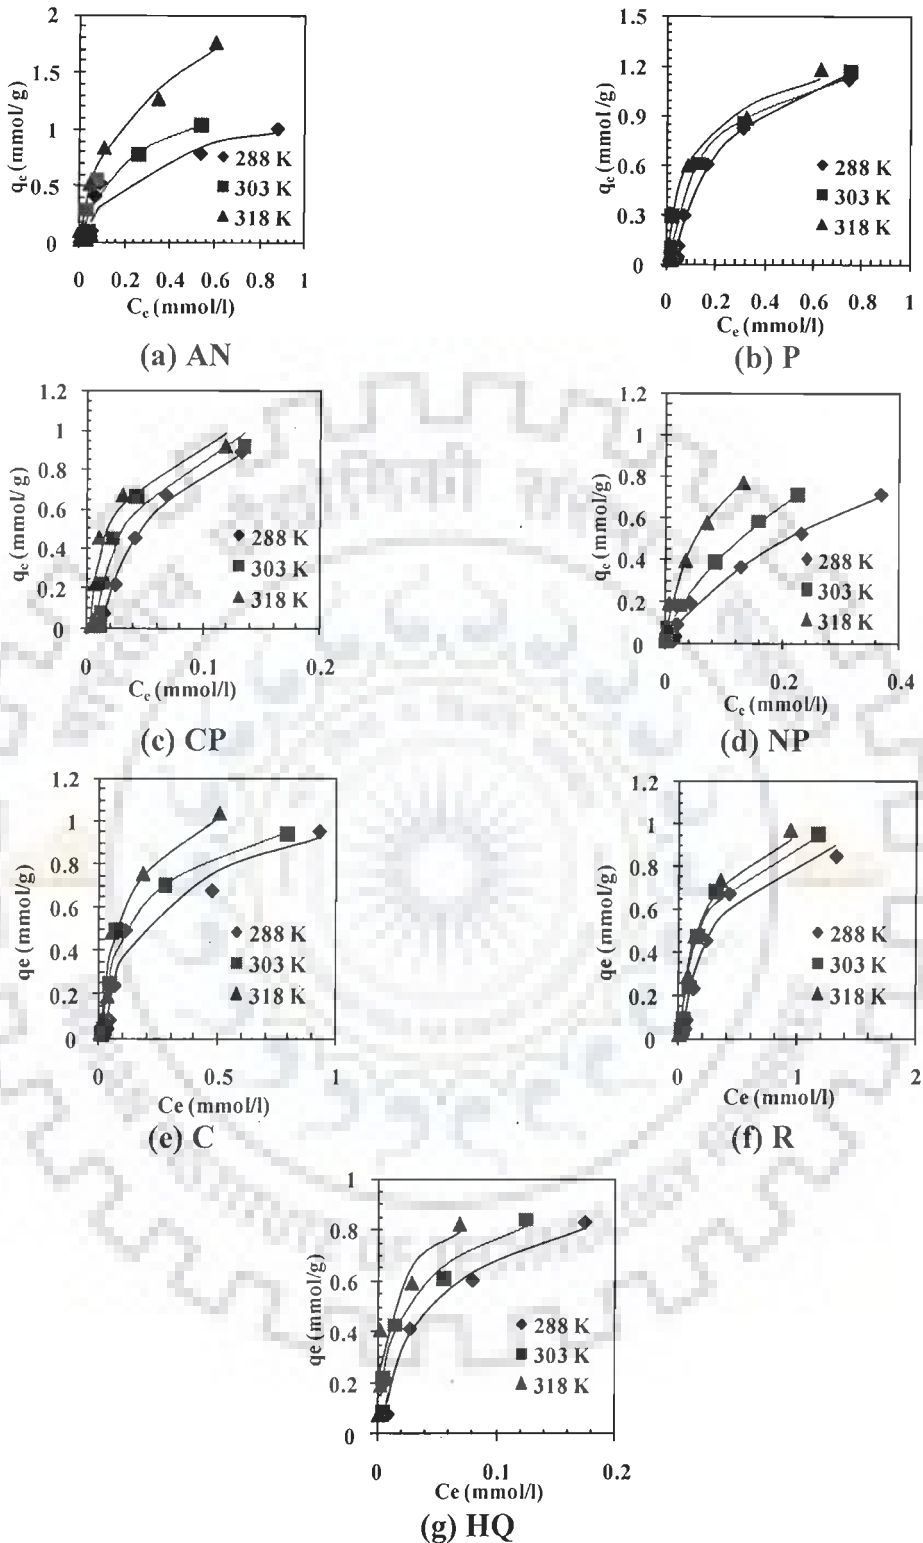 2
1.5
1
0.5
0
q_c (mmol/g)
288 K
303 K
318 K
0 0.2 0.4 0.6 0.8 1
C_c (mmol/l)
(a) AN
1.5
1.2
0.9
0.6
0.3
0
q_c (mmol/g)
288 K
303 K
318 K
0 0.2 0.4 0.6 0.8 1
C_e (mmol/l)
(b) P
1.2
1
0.8
0.6
0.4
0.2
0
q_c (mmol/g)
288 K
303 K
318 K
0 0.1 0.2
C_c (mmol/l)
(c) CP
1.2
1
0.8
0.6
0.4
0.2
0
q_c (mmol/g)
288 K
303 K
318 K
0 0.2 0.4
C_c (mmol/l)
(d) NP
1.2
1
0.8
0.6
0.4
0.2
0
qe (mmol/g)
288 K
303 K
318 K
0 0.5 1
Ce (mmol/l)
(e) C
1.2
1
0.8
0.6
0.4
0.2
0
qe (mmol/g)
288 K
303 K
318 K
0 1 2
Ce (mmol/l)
(f) R
1
0.8
0.6
0.4
0.2
0
qe (mmol/g)
288 K
303 K
318 K
0 0.1 0.2
Ce (mmol/l)
(g) HQ